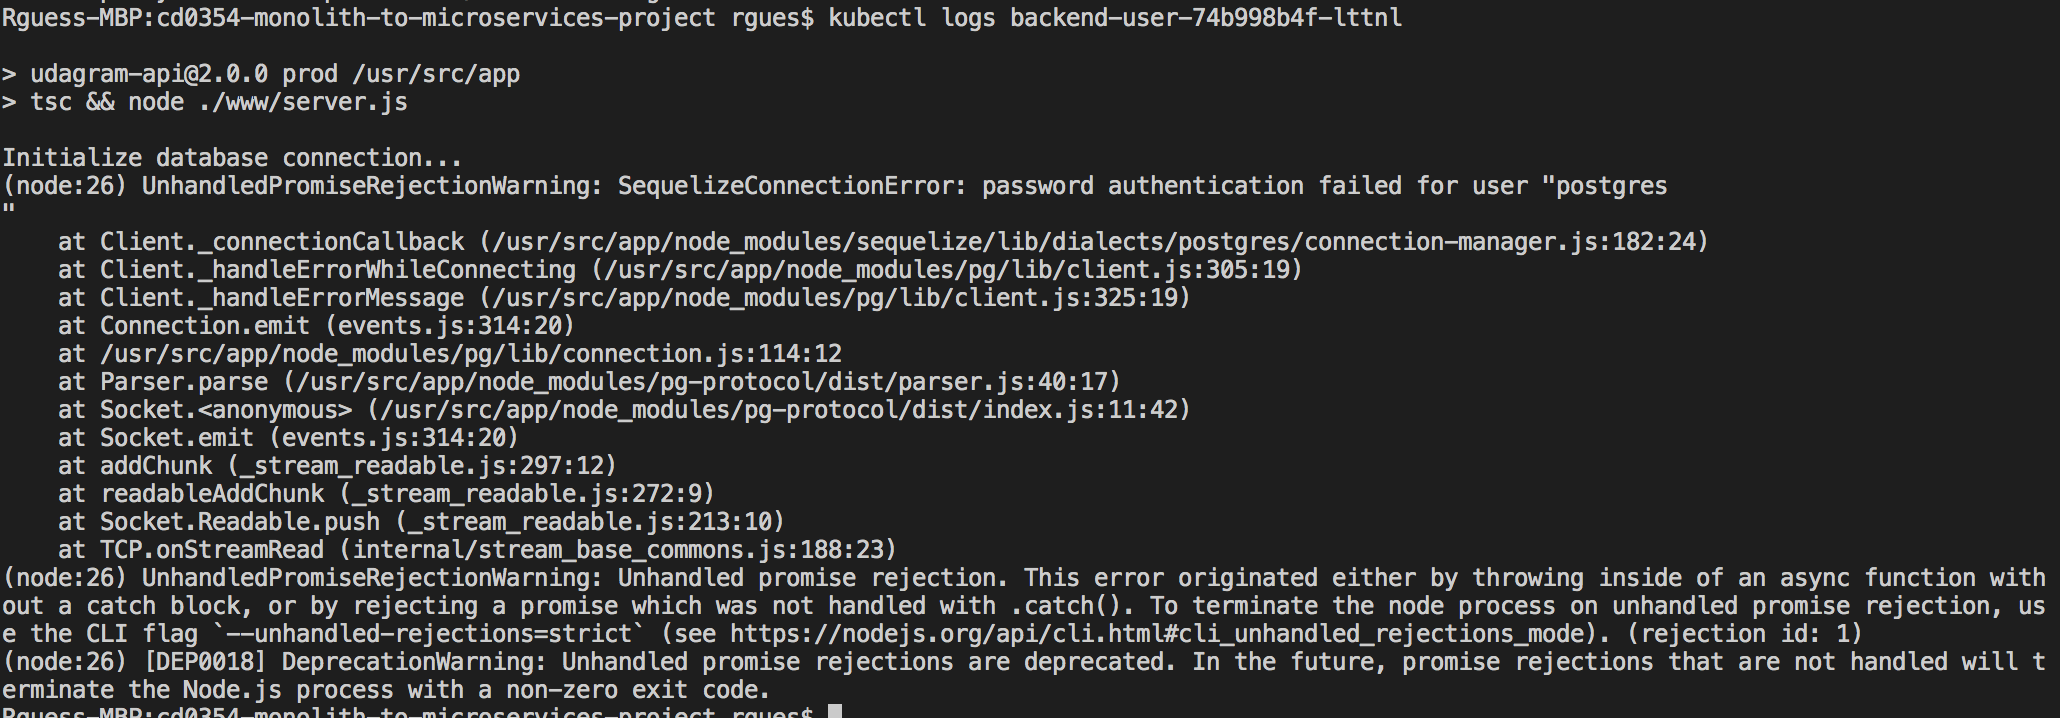 Rguess-MBP:cd0354-monolith-to-microservices-project rgues$ kubectl logs backend-user-74b998b4f-lttnl
> udagram-api@2.0.0 prod /usr/src/app
> tsc && node ./www/server.js
Initialize database connection...
(node:26) UnhandledPromiseRejectionWarning: SequelizeConnectionError: password authentication failed for user "postgres
"
    at Client._connectionCallback (/usr/src/app/node_modules/sequelize/lib/dialects/postgres/connection-manager.js:182:24)
    at Client._handleErrorWhileConnecting (/usr/src/app/node_modules/pg/lib/client.js:305:19)
    at Client._handleErrorMessage (/usr/src/app/node_modules/pg/lib/client.js:325:19)
    at Connection.emit (events.js:314:20)
    at /usr/src/app/node_modules/pg/lib/connection.js:114:12
    at Parser.parse (/usr/src/app/node_modules/pg-protocol/dist/parser.js:40:17)
    at Socket.<anonymous> (/usr/src/app/node_modules/pg-protocol/dist/index.js:11:42)
    at Socket.emit (events.js:314:20)
    at addChunk (_stream_readable.js:297:12)
    at readableAddChunk (_stream_readable.js:272:9)
    at Socket.Readable.push (_stream_readable.js:213:10)
    at TCP.onStreamRead (internal/stream_base_commons.js:188:23)
(node:26) UnhandledPromiseRejectionWarning: Unhandled promise rejection. This error originated either by throwing inside of an async function with
out a catch block, or by rejecting a promise which was not handled with .catch(). To terminate the node process on unhandled promise rejection, us
e the CLI flag `--unhandled-rejections=strict` (see https://nodejs.org/api/cli.html#cli_unhandled_rejections_mode). (rejection id: 1)
(node:26) [DEP0018] DeprecationWarning: Unhandled promise rejections are deprecated. In the future, promise rejections that are not handled will t
erminate the Node.js process with a non-zero exit code.
Rguess-MBP:cd0354-monolith-to-microservices-project rgues$